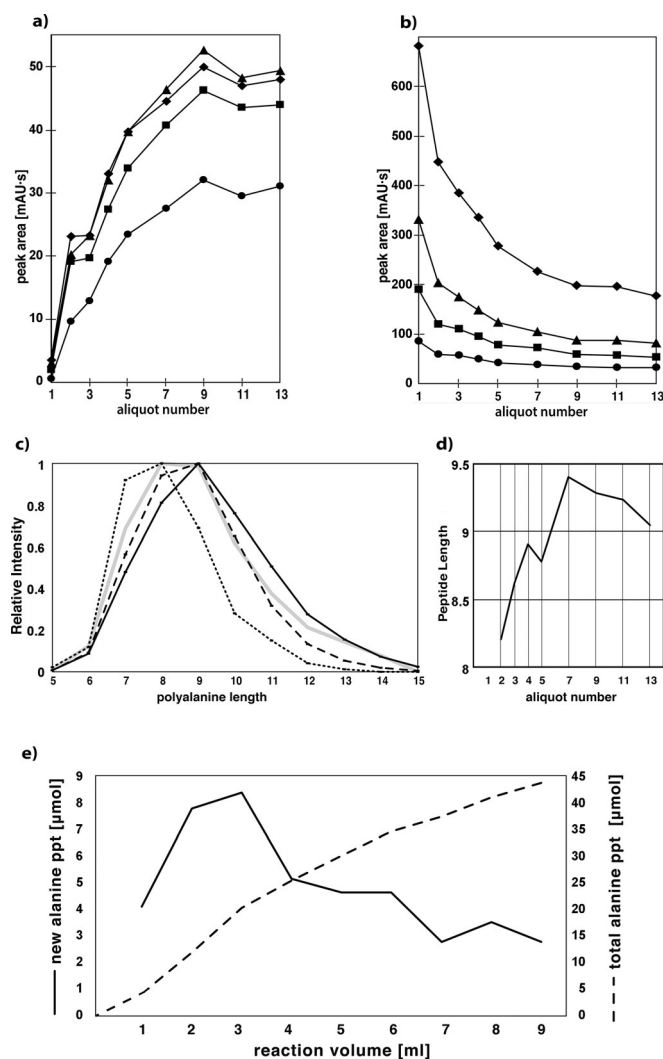 a)
peak area [mAU·s]
50
40
30
20
10
0
1 3 5 7 9 11 13
aliquot number
b)
peak area [mAU·s]
600
500
400
300
200
100
0
1 3 5 7 9 11 13
aliquot number
c)
Relative Intensity
1
0.8
0.6
0.4
0.2
0
5 6 7 8 9 10 11 12 13 14 15
polyalanine length
d)
Peptide Length
9.5
9
8.5
8
1 2 3 4 5 7 9 11 13
aliquot number
e)
new alanine ppt [µmol]
9
8
7
6
5
4
3
2
1
0
1 2 3 4 5 6 7 8 9
reaction volume [ml]
45
40
35
30
25
20
15
10
5
0
total alanine ppt [µmol]